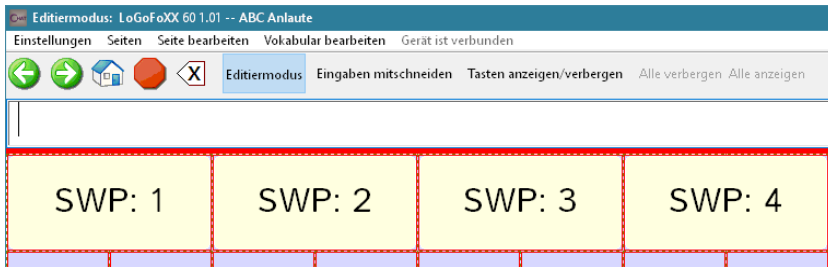 Editiermodus: LoGoFoXX 60 1.01 -- ABC Anlaute
Einstellungen Seiten Seite bearbeiten Vokabular bearbeiten Gerät ist verbunden
X Editiermodus Eingaben mitschneiden Tasten anzeigen/verbergen Alle verbergen Alle anzeigen
SWP: 1 SWP: 2 SWP: 3 SWP: 4